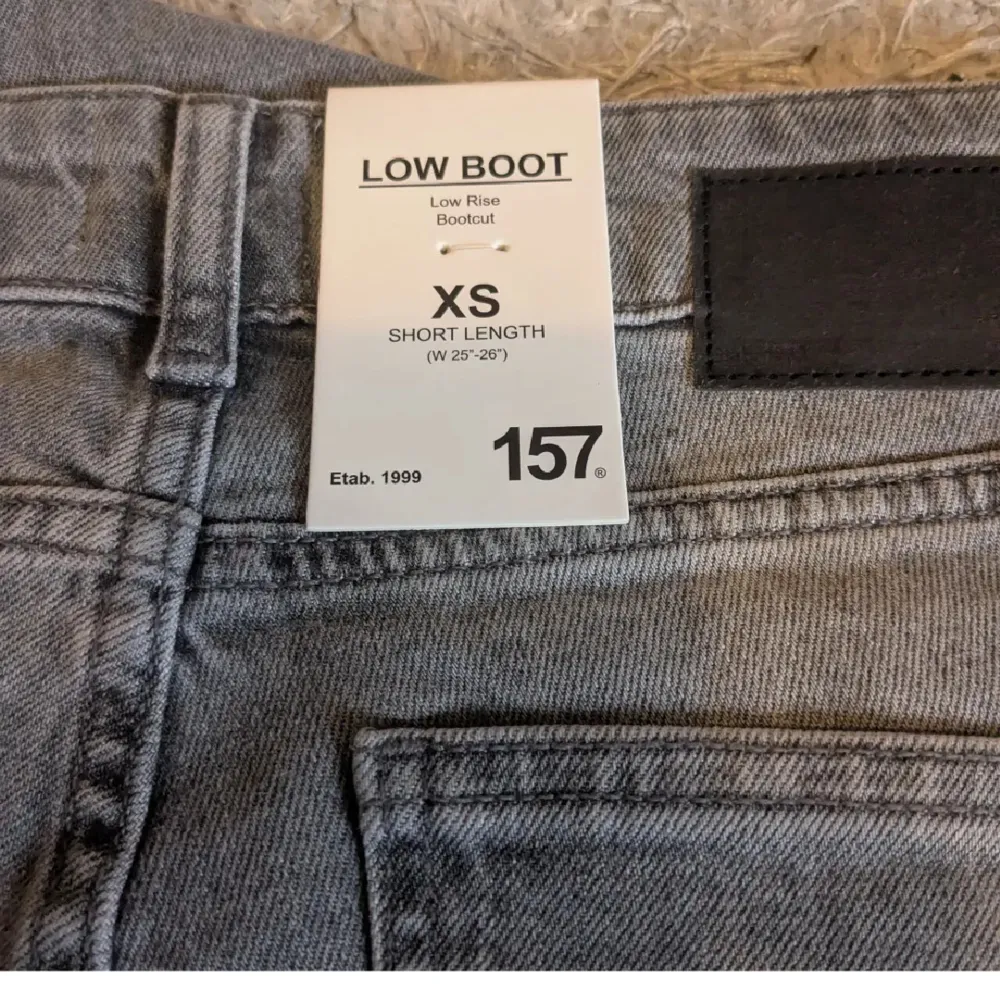 LOW BOOT
Low Rise
Bootcut
XS
SHORT LENGTH
(W 25"-26")
157®
Etab. 1999